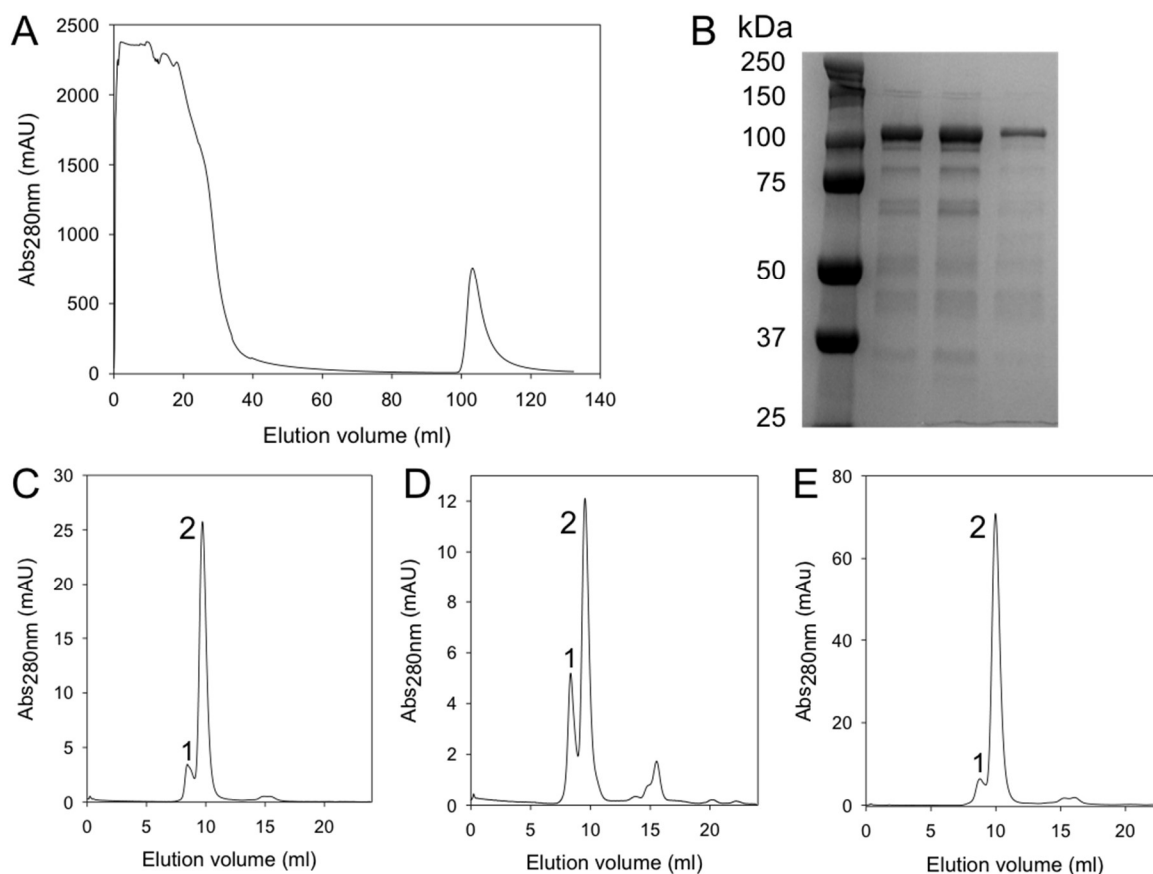 A
2500
2000
1500
1000
500
0
0 20 40 60 80 100 120 140
Abs280nm (mAU)
Elution volume (ml)
B kDa
250
150
100
75
50
37
25
C
30
25
20
15
10
5
0
0 5 10 15 20
1
2
Abs280nm (mAU)
Elution volume (ml)
D
12
10
8
6
4
2
0
0 5 10 15 20
1
2
Abs280nm (mAU)
Elution volume (ml)
E
80
60
40
20
0
0 5 10 15 20
1
2
Abs280nm (mAu)
Elution volume (ml)